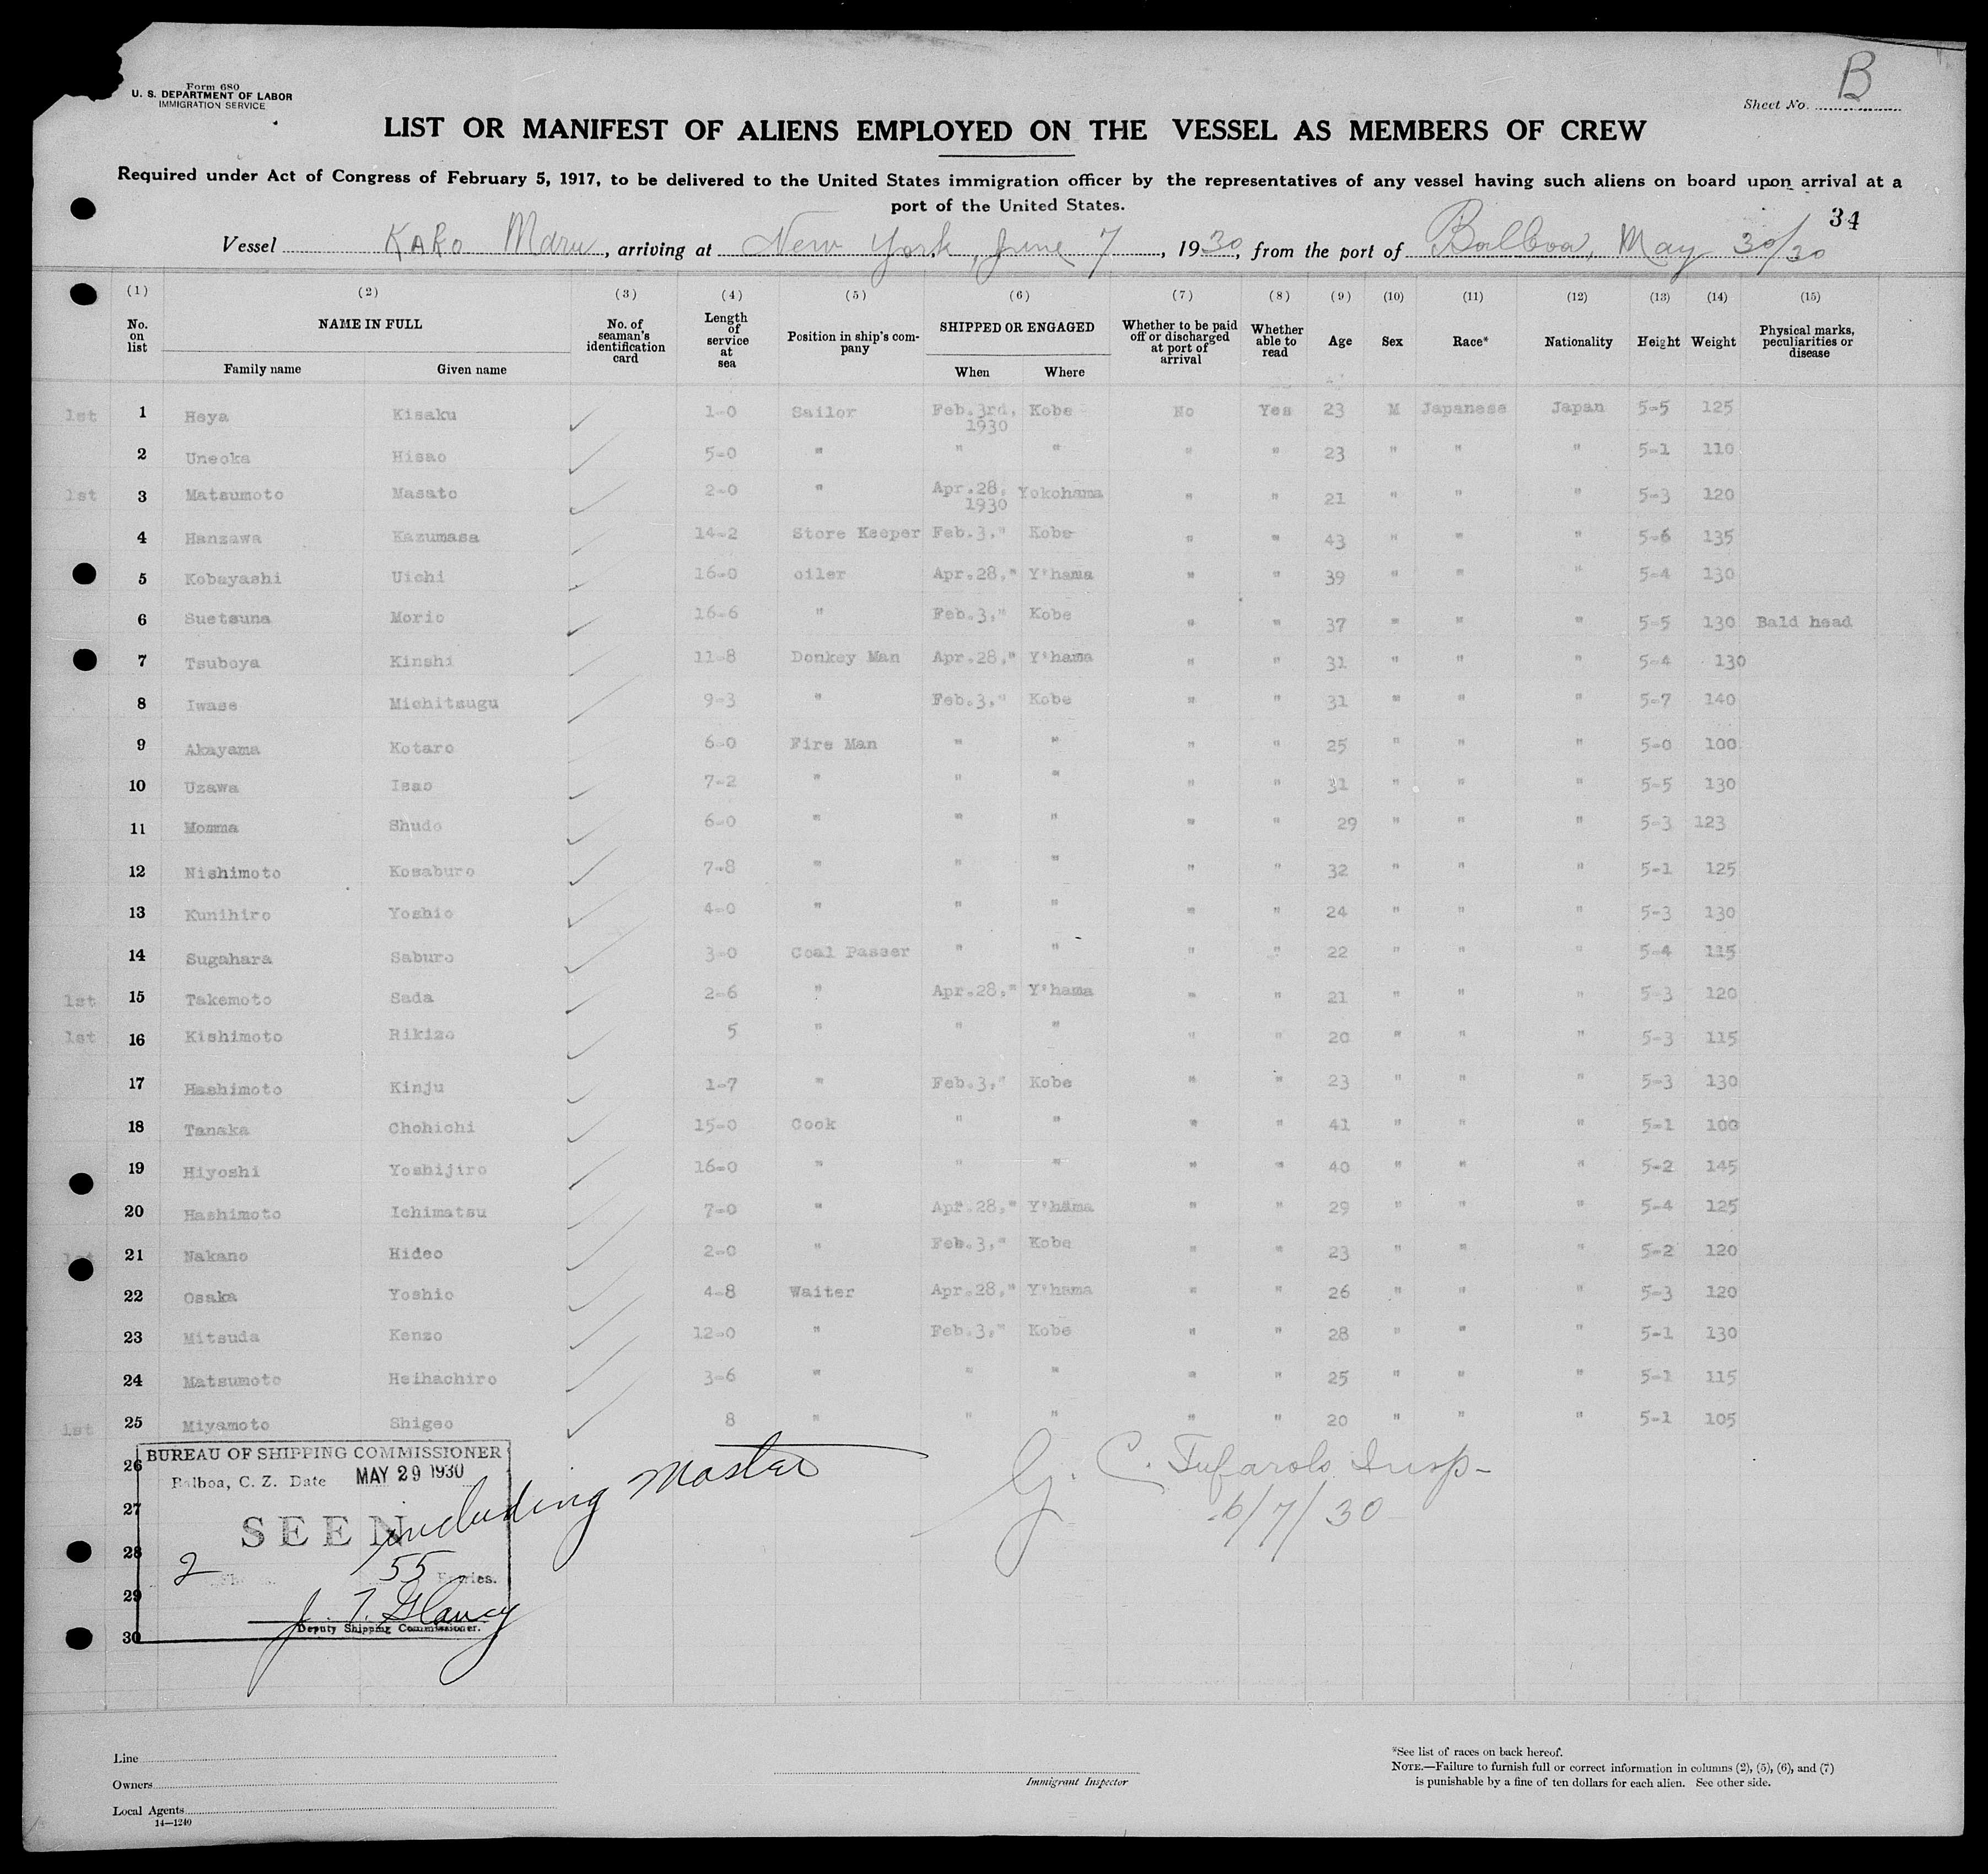 Form 680
U. S. DEPARTMENT OF LABOR
IMMIGRATION SERVICE
B
Sheet No.
LIST OR MANIFEST OF ALIENS EMPLOYED ON THE VESSEL AS MEMBERS OF CREW
Required under Act of Congress of February 5, 1917, to be delivered to the United States immigration officer by the representatives of any vessel having such aliens on board upon arrival at a
port of the United States.
34
Vessel KAKO Maru, arriving at New York, June 7, 1930, from the port of Balboa, May 30/30
(1) (2) (3) (4) (5) (6) (7) (8) (9) (10) (11) (12) (13) (14) (15)
No. on list NAME IN FULL Family name Given name No. of seaman's identification card Length of service at sea Position in ship's company SHIPPED OR ENGAGED When Where Whether to be paid off or discharged at port of arrival Whether able to read Age Sex Race* Nationality Height Weight Physical marks, peculiarities or disease
1st 1 Heya Kisaku 1-0 Sailor Feb. 3rd, 1930 Kobe No Yes 23 M Japanese Japan 5-5 125
2 Uneoka Hisao 5-0 " " " " " 23 " " " 5-1 110
1st 3 Matsumoto Masato 2-0 " Apr.28, 1930 Yokohama " " 21 " " " 5-3 120
4 Hanzawa Kazumasa 14-2 Store Keeper Feb.3," Kobe " " 43 " " " 5-6 135
5 Kobayashi Uichi 16-0 oiler Apr.28," Y'hama " " 39 " " " 5-4 130
6 Suetsuna Morio 16-6 " Feb.3," Kobe " " 37 " " " 5-5 130 Bald head
7 Tsuboya Kinshi 11-8 Donkey Man Apr.28," Y'hama " " 31 " " " 5-4 130
8 Iwase Michitsugu 9-3 " Feb.3," Kobe " " 31 " " " 5-7 140
9 Akayama Kotaro 6-0 Fire Man " " " " 25 " " " 5-0 100
10 Uzawa Isao 7-2 " " " " " 31 " " " 5-5 130
11 Momma Shudo 6-0 " " " " " 29 " " " 5-3 123
12 Nishimoto Kosaburo 7-8 " " " " " 32 " " " 5-1 125
13 Kunihiro Yoshio 4-0 " " " " " 24 " " " 5-3 130
14 Sugahara Saburo 3-0 Coal Passer " " " " 22 " " " 5-4 115
1st 15 Takemoto Sada 2-6 " Apr.28," Y'hama " " 21 " " " 5-3 120
1st 16 Kishimoto Rikizo 5 " " " " " 20 " " " 5-3 115
17 Hashimoto Kinju 1-7 " Feb.3," Kobe " " 23 " " " 5-3 130
18 Tanaka Chohichi 15-0 Cook " " " " 41 " " " 5-1 100
19 Hiyoshi Yoshijiro 16-0 " " " " " 40 " " " 5-2 145
20 Hashimoto Ichimatsu 7-0 " Apr.28," Y'hama " " 29 " " " 5-4 125
1st 21 Nakano Hideo 2-0 " Feb.3," Kobe " " 23 " " " 5-2 120
22 Osaka Yoshio 4-8 Waiter Apr.28," Y'hama " " 26 " " " 5-3 120
23 Mitsuda Kenzo 12-0 " Feb.3," Kobe " " 28 " " " 5-1 130
24 Matsumoto Heihachiro 3-6 " " " " " 25 " " " 5-1 115
1st 25 Miyamoto Shigeo 8 " " " " " 20 " " " 5-1 105
26
27
28
29
30
BUREAU OF SHIPPING COMMISSIONER
Balboa, C. Z. Date MAY 29 1930
SEEN
including Master
2 55 Entries.
J. T. Glancy
Deputy Shipping Commissioner.
G. C. Tufarolo Insp-
6/7/30
Line
Owners
Local Agents
14—1240
Immigrant Inspector
*See list of races on back hereof.
NOTE.—Failure to furnish full or correct information in columns (2), (5), (6), and (7)
is punishable by a fine of ten dollars for each alien. See other side.